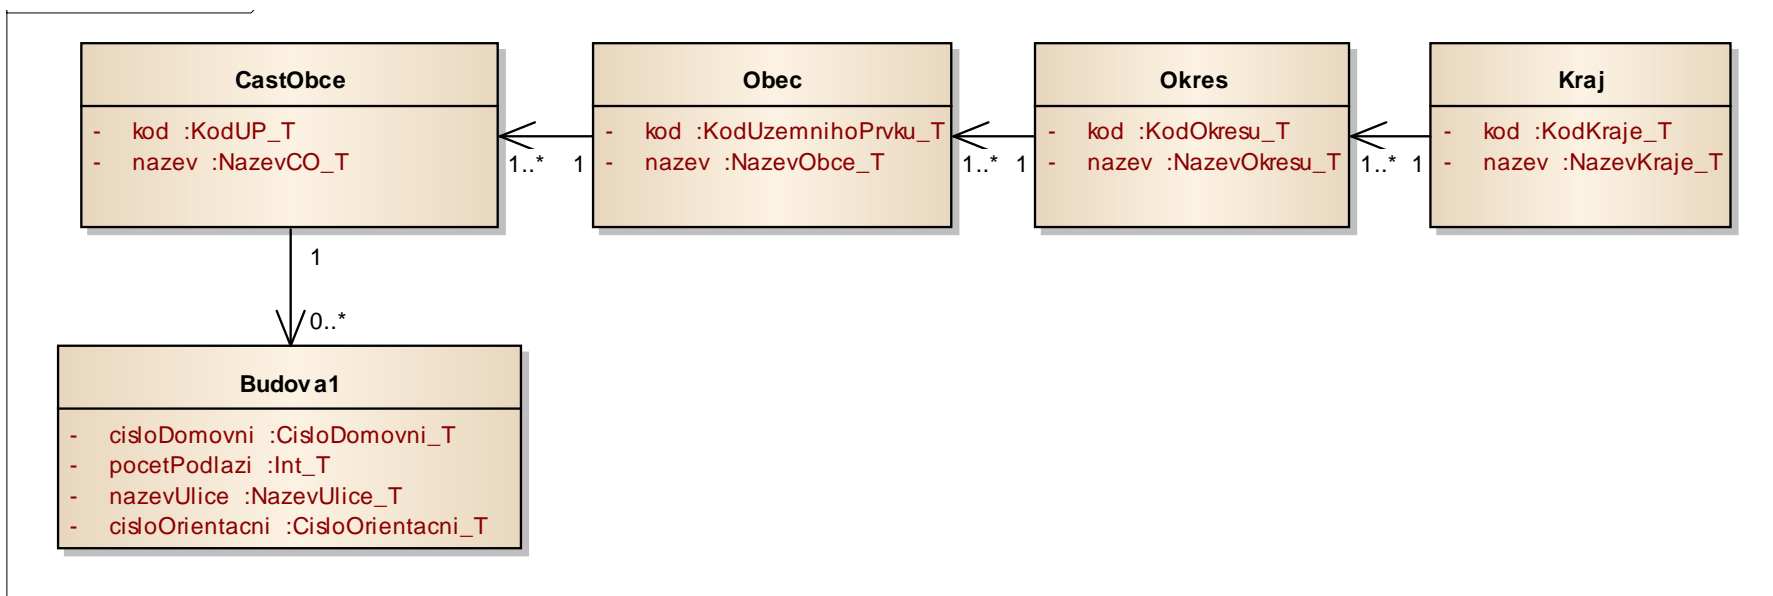 CastObce
- kod :KodUP_T
- nazev :NazevCO_T
1..* 1
Obec
- kod :KodUzemnihoPrvku_T
- nazev :NazevObce_T
1..* 1
Okres
- kod :KodOkresu_T
- nazev :NazevOkresu_T
1..* 1
Kraj
- kod :KodKraje_T
- nazev :NazevKraje_T
1
0..*
Budova1
- cisloDomovni :CisloDomovni_T
- pocetPodlazi :Int_T
- nazevUlice :NazevUlice_T
- cisloOrientacni :CisloOrientacni_T